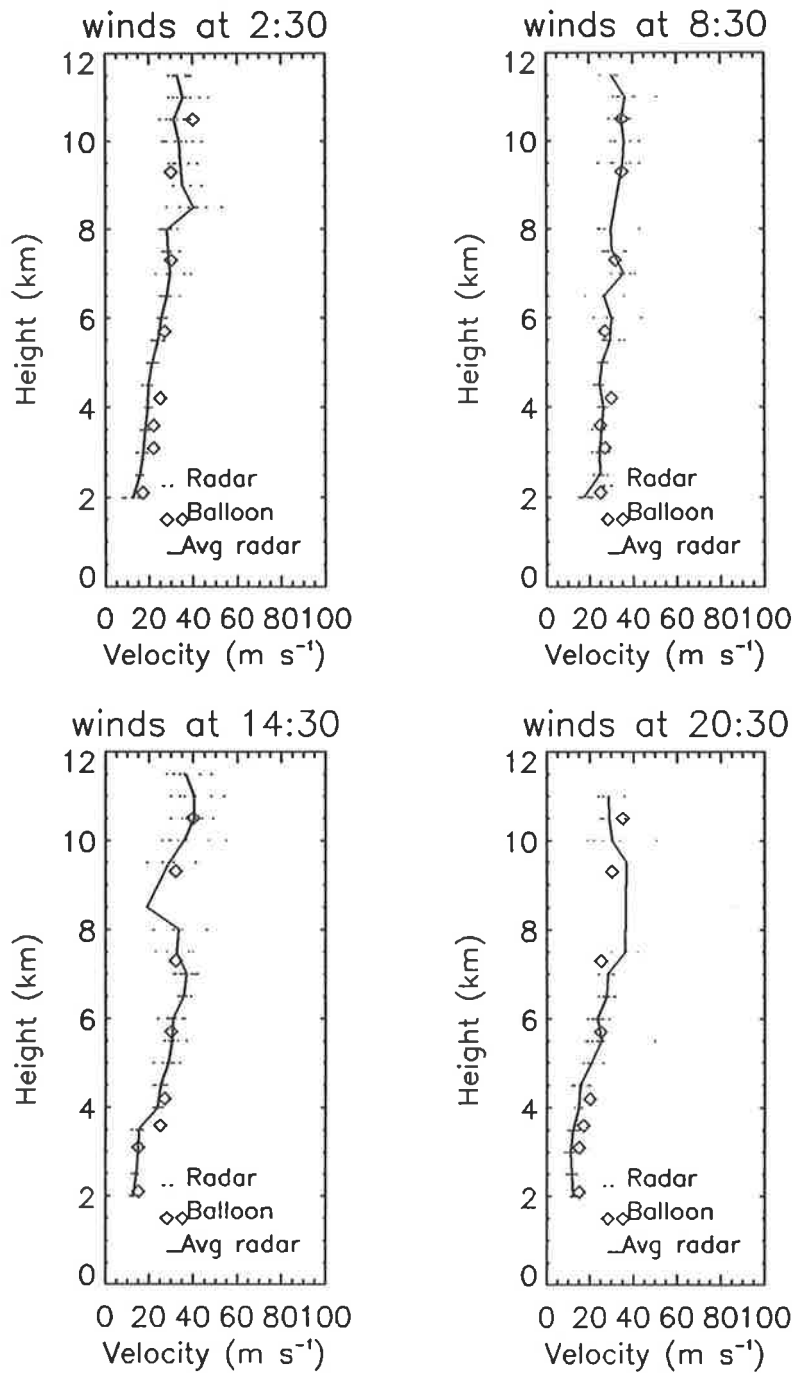 winds at 2:30
12
10
8
6
4
2
0
Height (km)
.. Radar
◇◇Balloon
—Avg radar
0 20 40 60 80100
Velocity (m s⁻¹)
winds at 8:30
12
10
8
6
4
2
0
Height (km)
.. Radar
◇◇Balloon
—Avg radar
0 20 40 60 80100
Velocity (m s⁻¹)
winds at 14:30
12
10
8
6
4
2
0
Height (km)
.. Radar
◇◇Balloon
—Avg radar
0 20 40 60 80100
Velocity (m s⁻¹)
winds at 20:30
12
10
8
6
4
2
0
Height (km)
.. Radar
◇◇Balloon
—Avg radar
0 20 40 60 80100
Velocity (m s⁻¹)